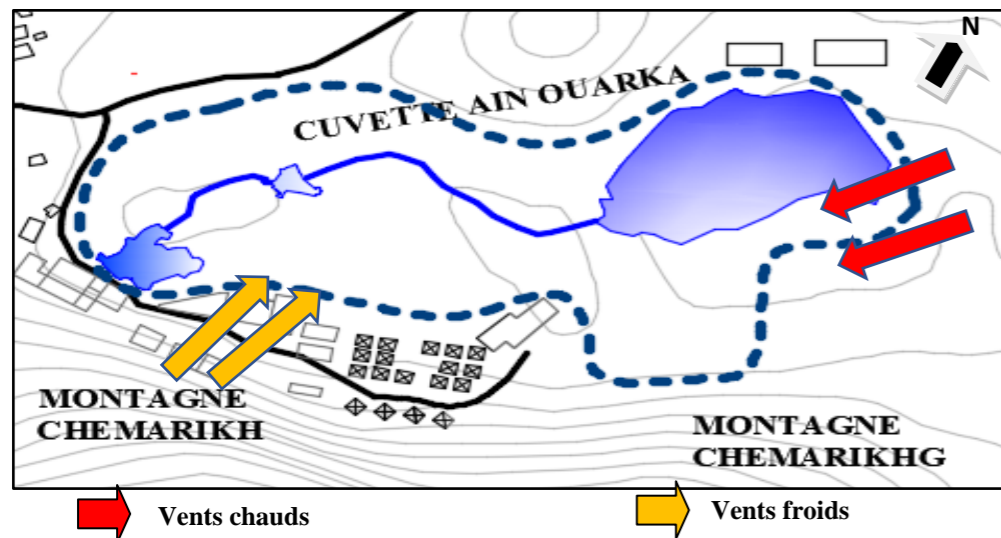 N
CUVETTE AIN OUARKA
MONTAGNE
CHEMARIKH
MONTAGNE
CHEMARIKHG
Vents chauds
Vents froids